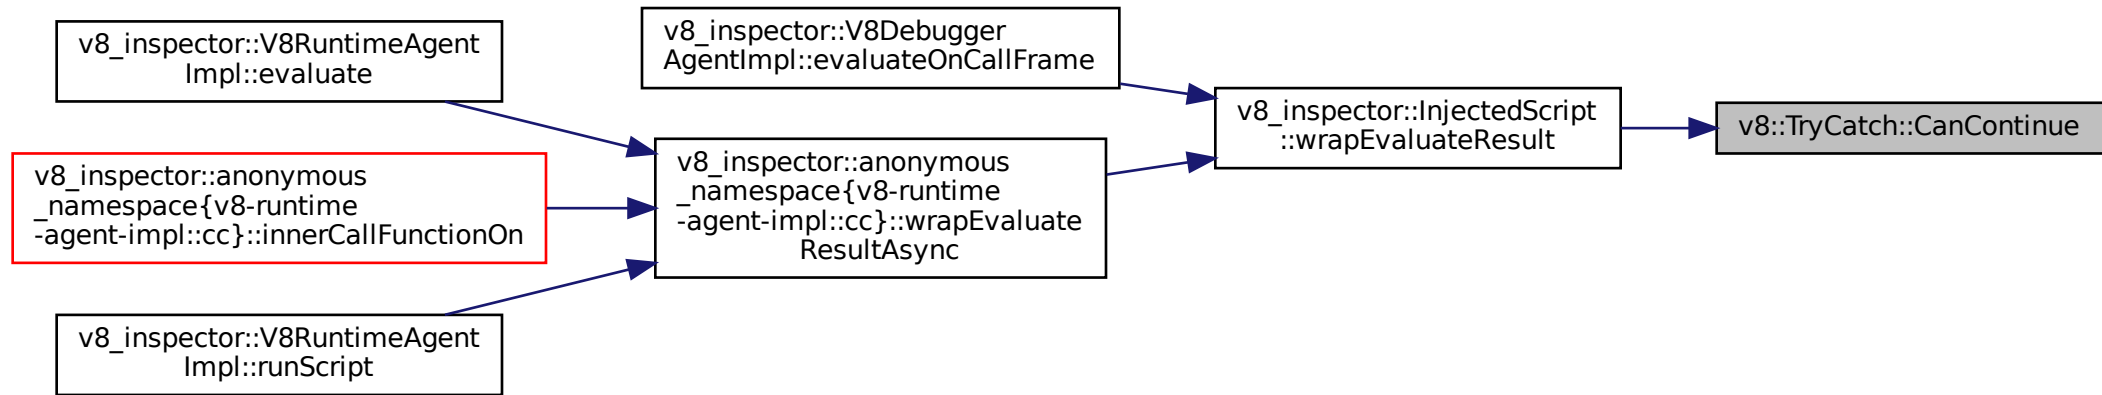 v8_inspector::V8RuntimeAgent
Impl::evaluate
v8_inspector::anonymous
_namespace{v8-runtime
-agent-impl::cc}::innerCallFunctionOn
v8_inspector::V8RuntimeAgent
Impl::runScript
v8_inspector::V8Debugger
AgentImpl::evaluateOnCallFrame
v8_inspector::anonymous
_namespace{v8-runtime
-agent-impl::cc}::wrapEvaluate
ResultAsync
v8_inspector::InjectedScript
::wrapEvaluateResult
v8::TryCatch::CanContinue